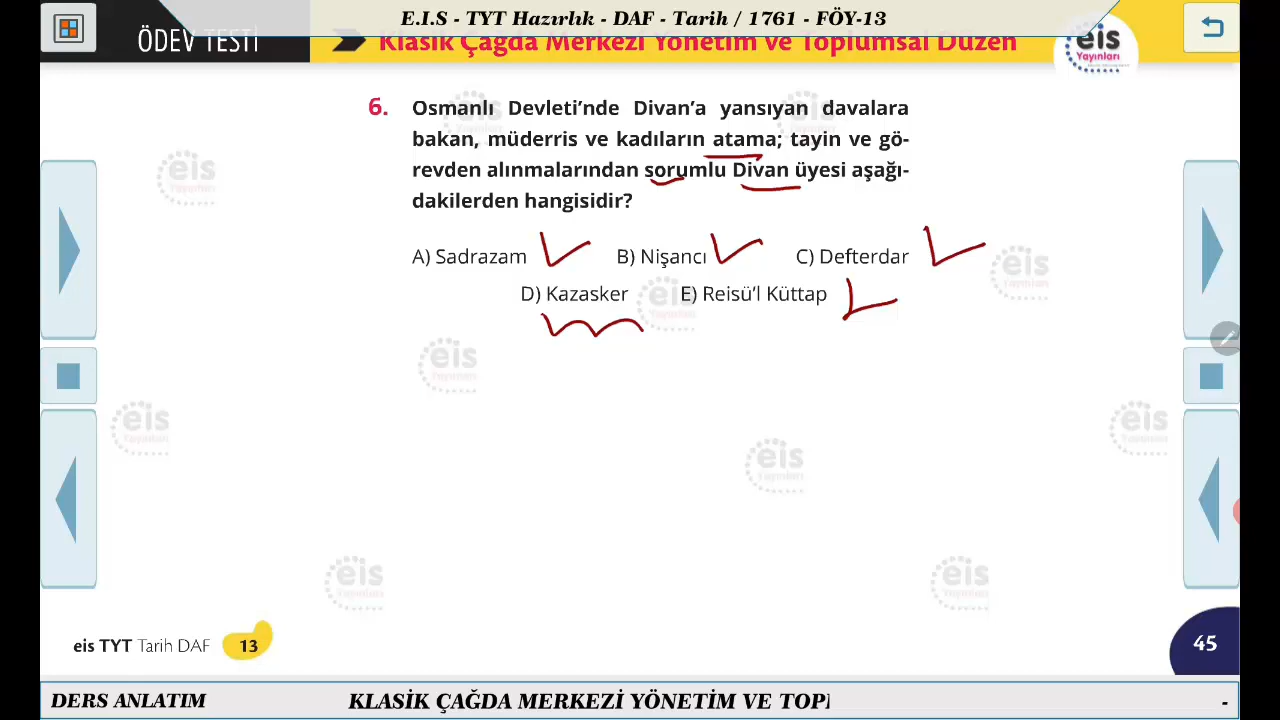 E.I.S - TYT Hazırlık - DAF - Tarih / 1761 - FÖY-13
ÖDEV TESTİ
Klasik Çağda Merkezi Yönetim ve Toplumsal Düzen
eis
Yayınları
6. Osmanlı Devleti’nde Divan’a yansıyan davalara
bakan, müderris ve kadıların atama; tayin ve gö-
revden alınmalarından sorumlu Divan üyesi aşağı-
dakilerden hangisidir?
A) Sadrazam B) Nişancı C) Defterdar
D) Kazasker E) Reisü’l Küttap
eis TYT Tarih DAF 13
45
DERS ANLATIM KLASİK ÇAĞDA MERKEZİ YÖNETİM VE TOPI -